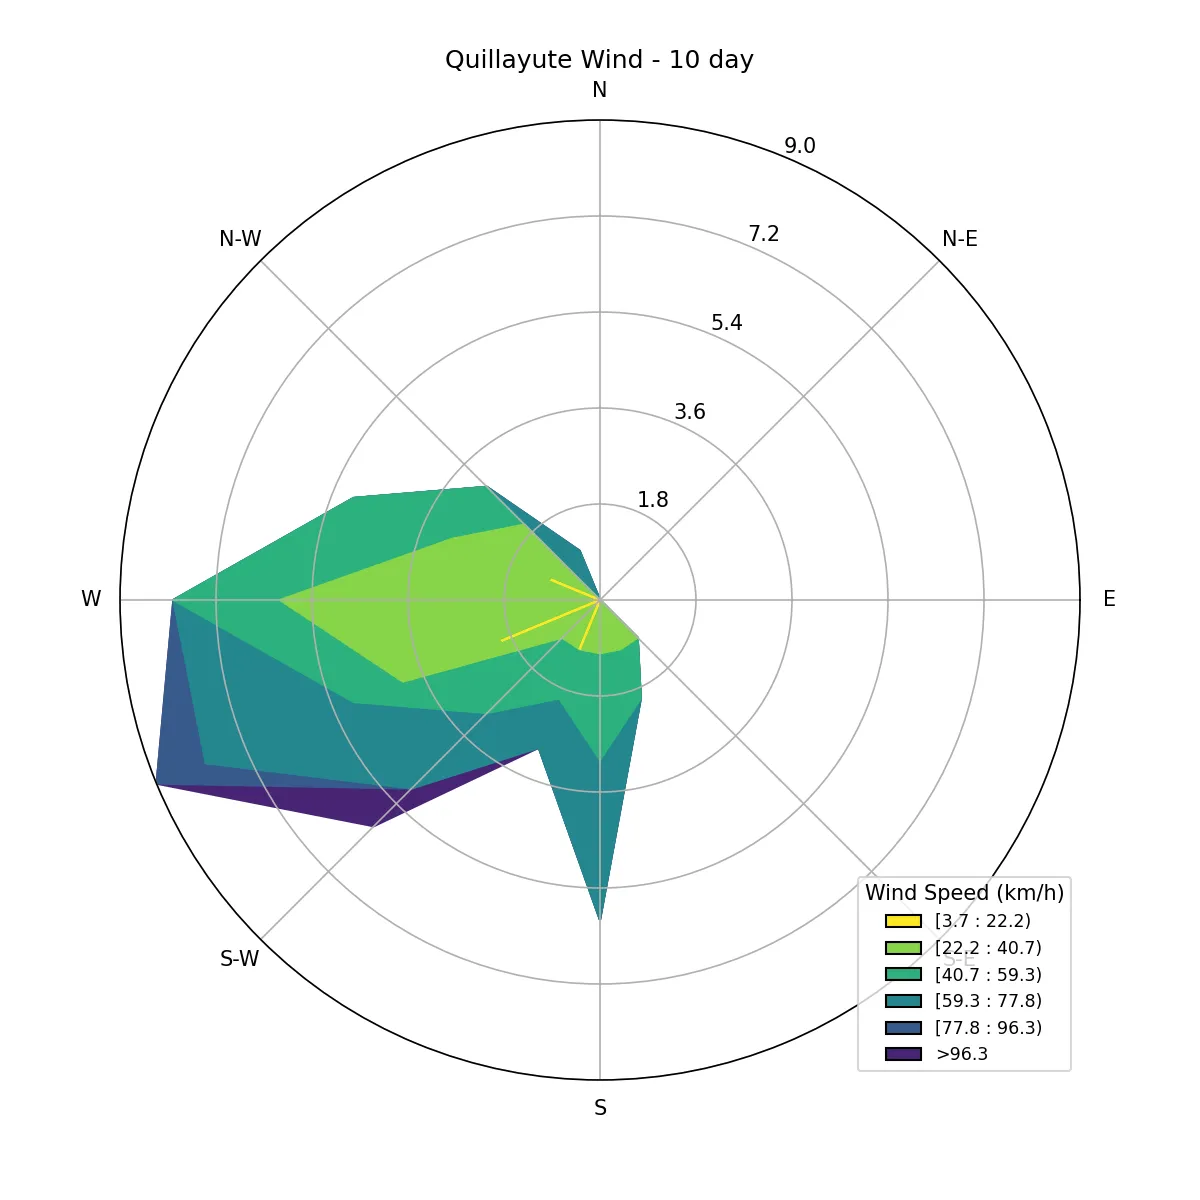 Quillayute Wind - 10 day
N
9.0
7.2
N-W
N-E
5.4
3.6
1.8
W
E
Wind Speed (km/h)
[3.7 : 22.2)
[22.2 : 40.7)
S-W
S-E
[40.7 : 59.3)
[59.3 : 77.8)
[77.8 : 96.3)
>96.3
S